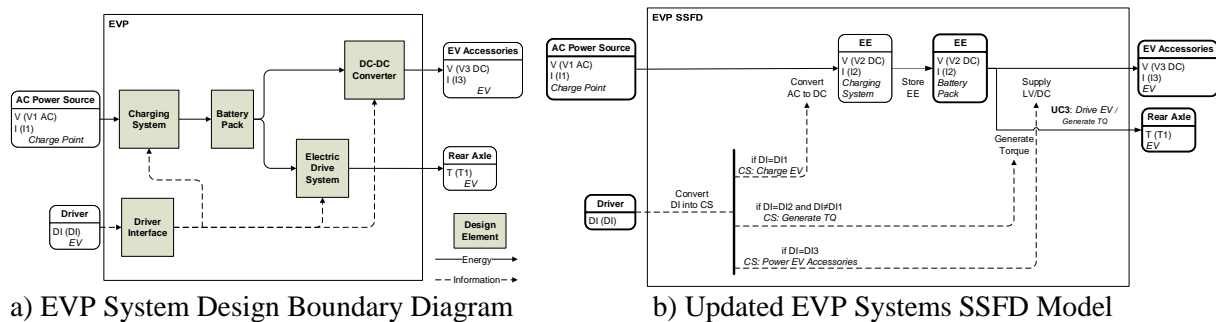 EVP
AC Power Source
V (V1 AC)
I (I1)
Charge Point
Charging
System
Battery
Pack
DC-DC
Converter
EV Accessories
V (V3 DC)
I (I3)
EV
Electric
Drive
System
Rear Axle
T (T1)
EV
Driver
DI (DI)
EV
Driver
Interface
Design
Element
Energy
Information
a) EVP System Design Boundary Diagram
EVP SSFD
AC Power Source
V (V1 AC)
I (I1)
Charge Point
Convert
AC to DC
EE
V (V2 DC)
I (I2)
Charging
System
Store
EE
EE
V (V2 DC)
I (I2)
Battery
Pack
Supply
LV/DC
EV Accessories
V (V3 DC)
I (I3)
EV
UC3: Drive EV /
Generate TQ
Generate
Torque
Rear Axle
T (T1)
EV
Driver
DI (DI)
Convert
DI into CS
if DI=DI1
CS: Charge EV
if DI=DI2 and DI≠DI1
CS: Generate TQ
if DI=DI3
CS: Power EV Accessories
b) Updated EVP Systems SSFD Model